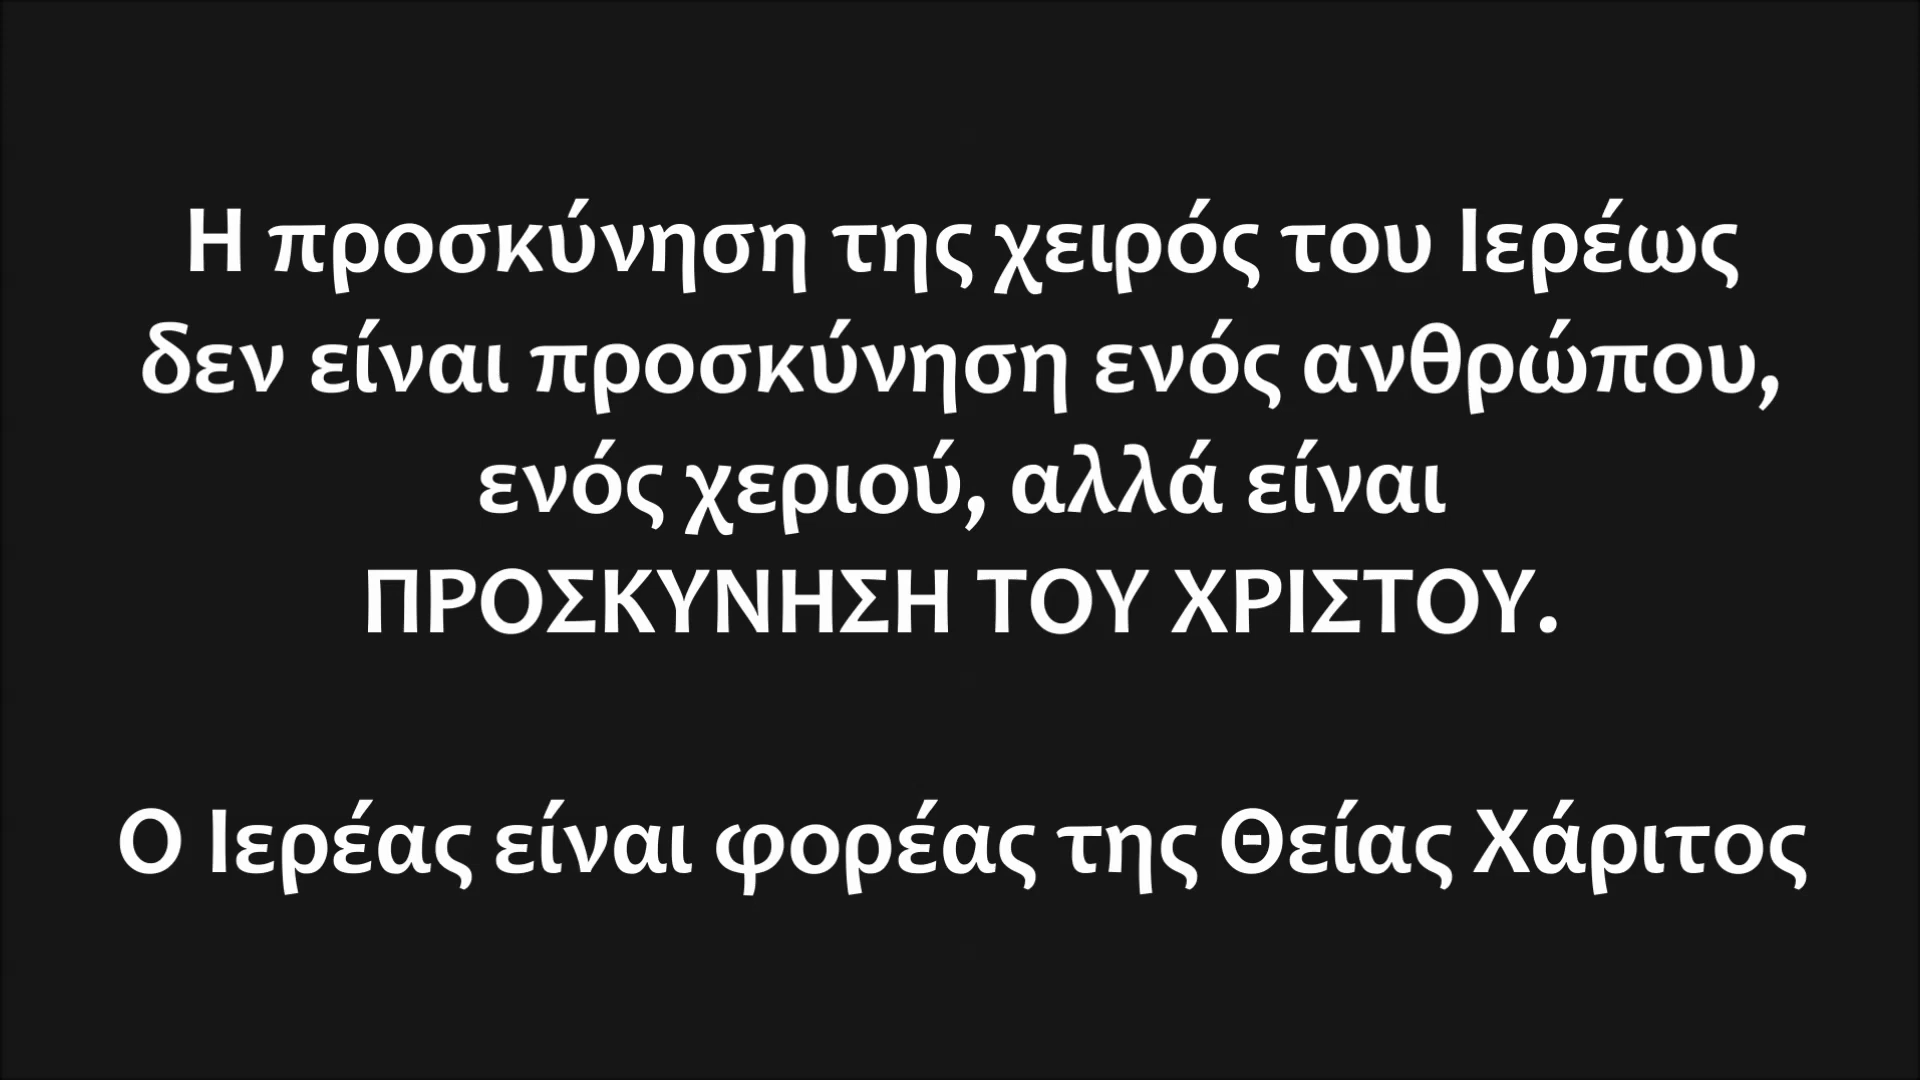 Η προσκύνηση της χειρός του Ιερέως
δεν είναι προσκύνηση ενός ανθρώπου,
ενός χεριού, αλλά είναι
ΠΡΟΣΚΥΝΗΣΗ ΤΟΥ ΧΡΙΣΤΟΥ.
Ο Ιερέας είναι φορέας της Θείας Χάριτος